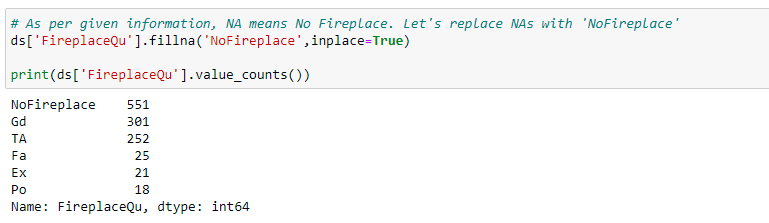 # As per given information, NA means No Fireplace. Let's replace NAs with 'NoFireplace'
ds['FireplaceQu'].fillna('NoFireplace',inplace=True)
print(ds['FireplaceQu'].value_counts())
NoFireplace    551
Gd             301
TA             252
Fa              25
Ex              21
Po              18
Name: FireplaceQu, dtype: int64